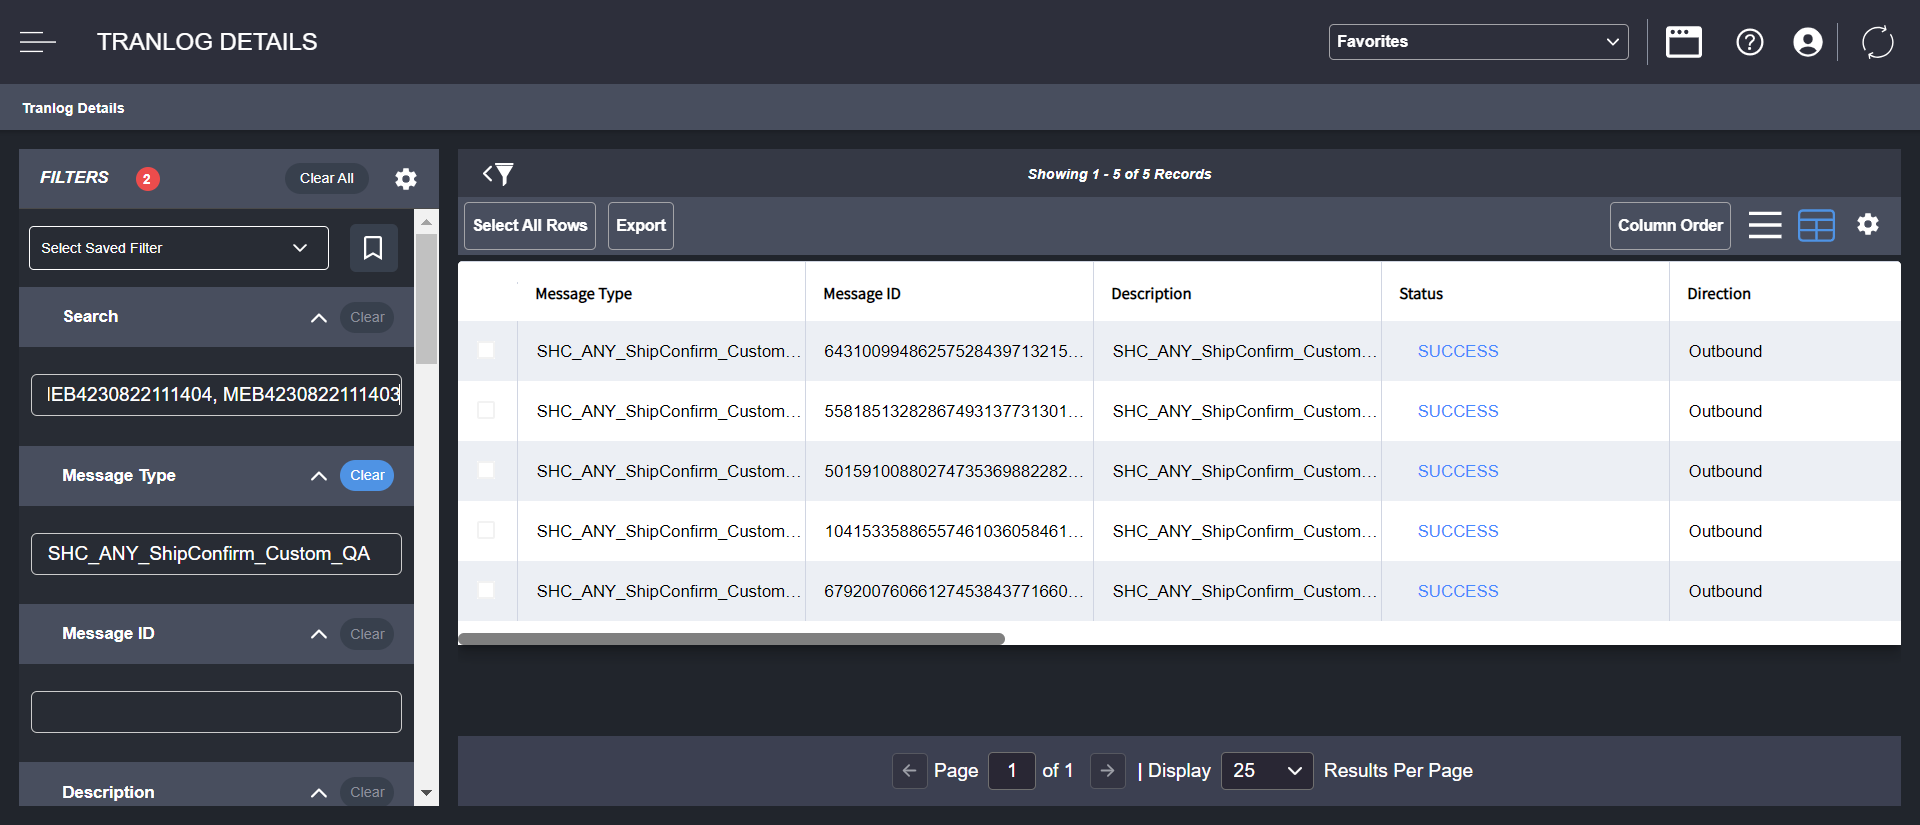 TRANLOG DETAILS
Favorites
Tranlog Details
FILTERS 2 Clear All
Select Saved Filter
Search Clear
EB4230822111404, MEB4230822111403
Message Type Clear
SHC_ANY_ShipConfirm_Custom_QA
Message ID Clear
Description Clear
Showing 1 - 5 of 5 Records
Select All Rows Export Column Order
Message Type Message ID Description Status Direction
SHC_ANY_ShipConfirm_Custom... 64310099486257528439713215... SHC_ANY_ShipConfirm_Custom... SUCCESS Outbound
SHC_ANY_ShipConfirm_Custom... 55818513282867493137731301... SHC_ANY_ShipConfirm_Custom... SUCCESS Outbound
SHC_ANY_ShipConfirm_Custom... 50159100880274735369882282... SHC_ANY_ShipConfirm_Custom... SUCCESS Outbound
SHC_ANY_ShipConfirm_Custom... 10415335886557461036058461... SHC_ANY_ShipConfirm_Custom... SUCCESS Outbound
SHC_ANY_ShipConfirm_Custom... 67920076066127453843771660... SHC_ANY_ShipConfirm_Custom... SUCCESS Outbound
Page 1 of 1 | Display 25 Results Per Page